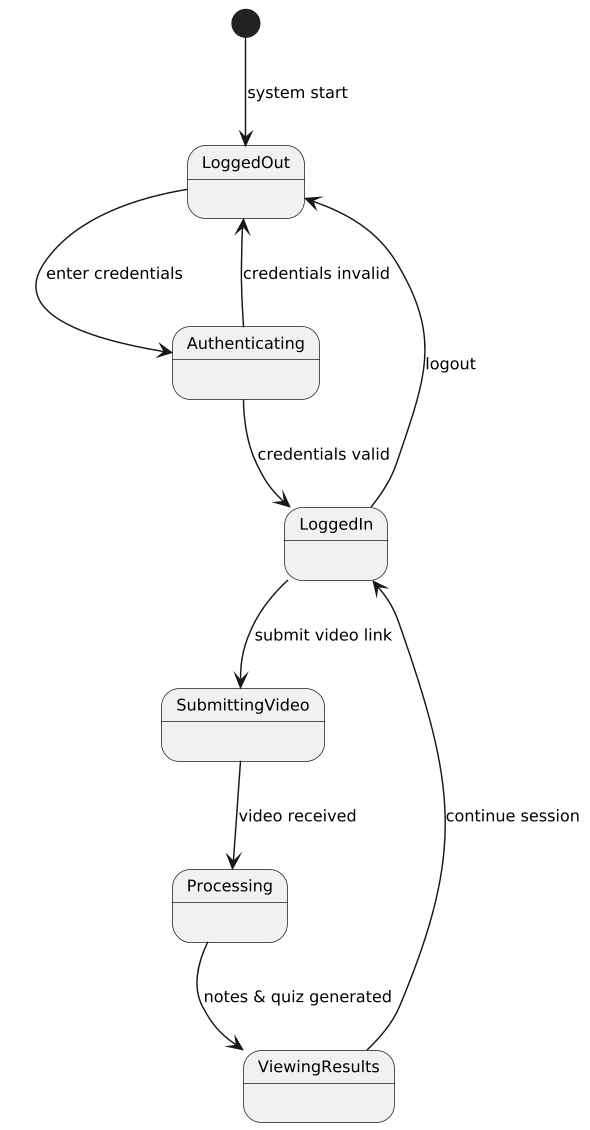 system start
LoggedOut
enter credentials
credentials invalid
Authenticating
logout
credentials valid
LoggedIn
submit video link
SubmittingVideo
video received
continue session
Processing
notes & quiz generated
ViewingResults